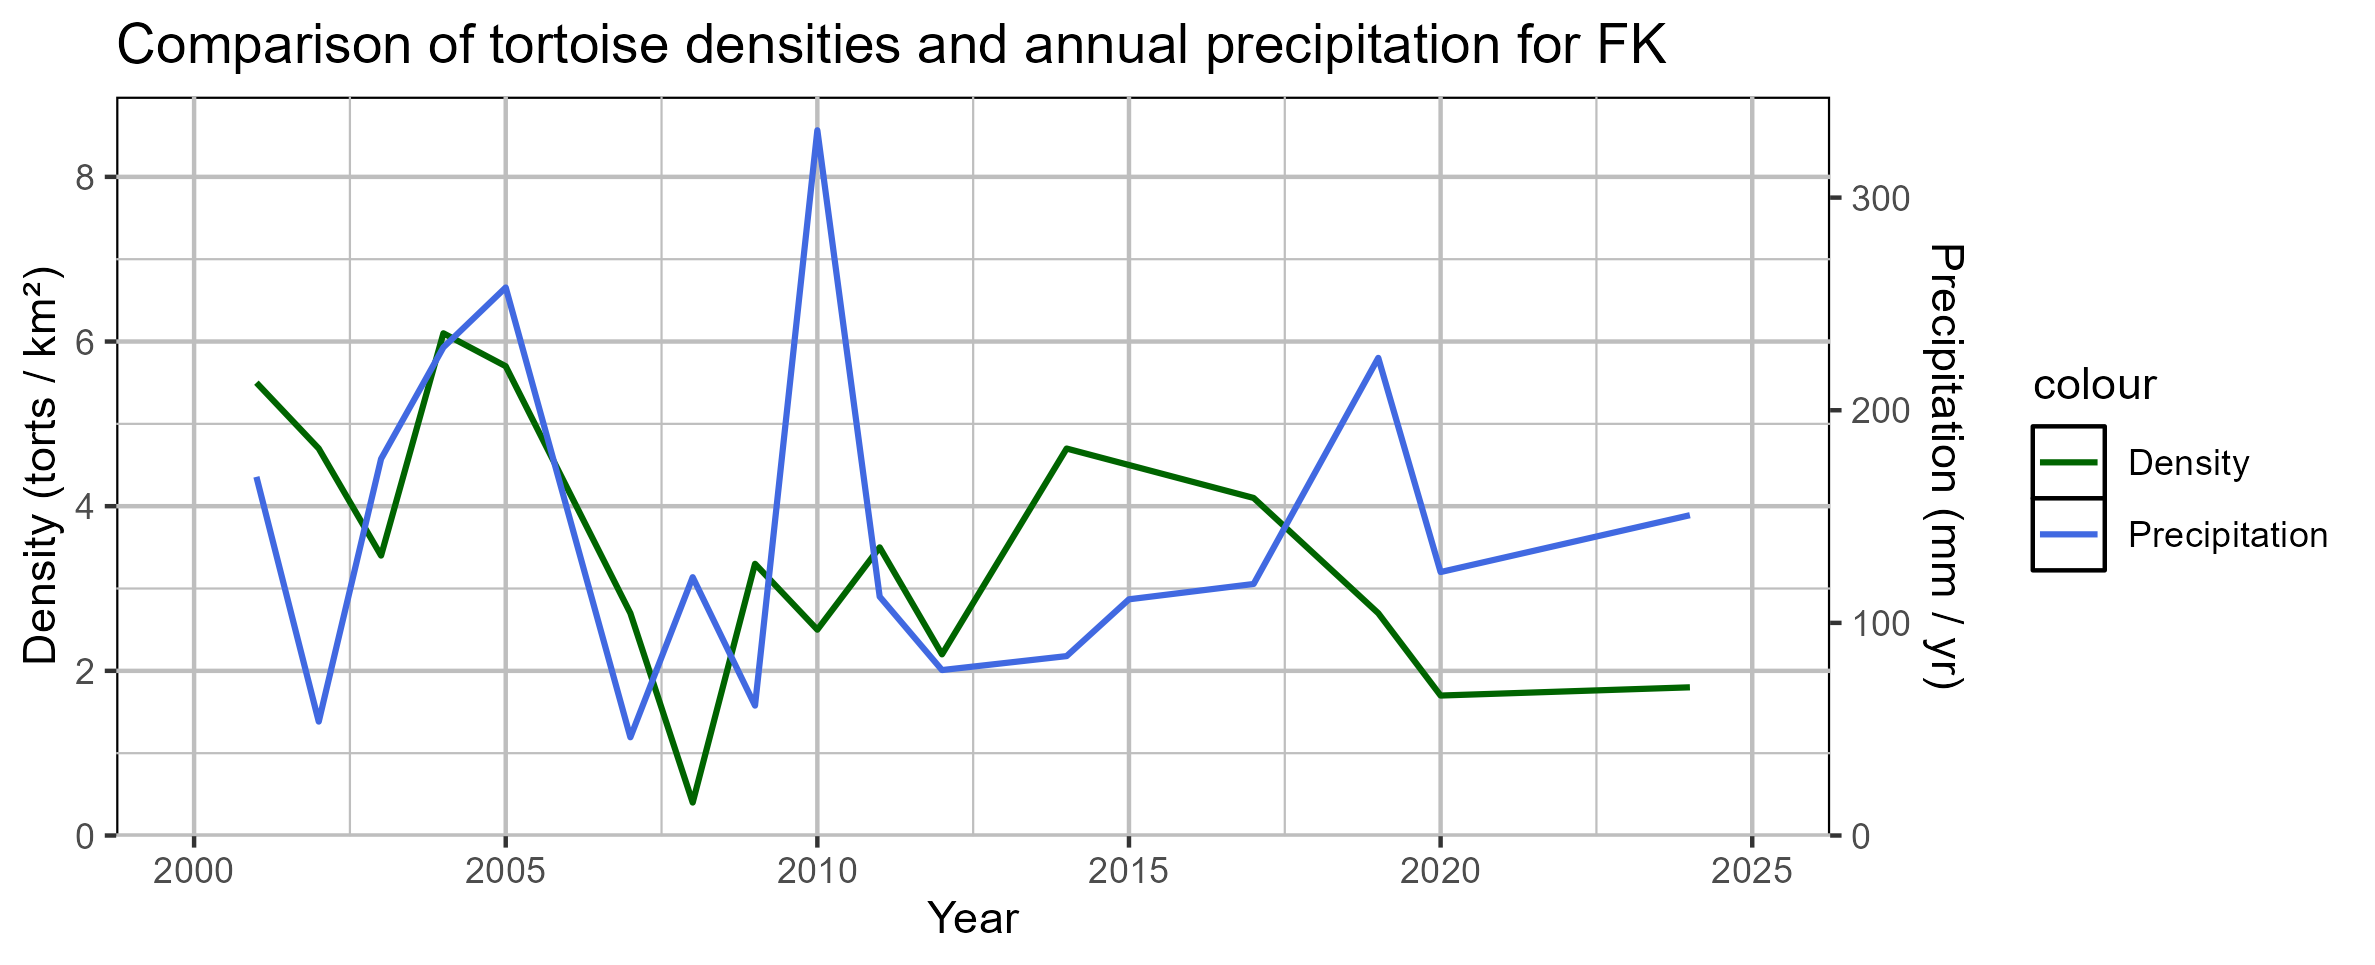 Comparison of tortoise densities and annual precipitation for FK
Density (torts / km²)
8
6
4
2
0
300
200
100
0
Precipitation (mm / yr)
2000
2005
2010
2015
2020
2025
Year
colour
Density
Precipitation